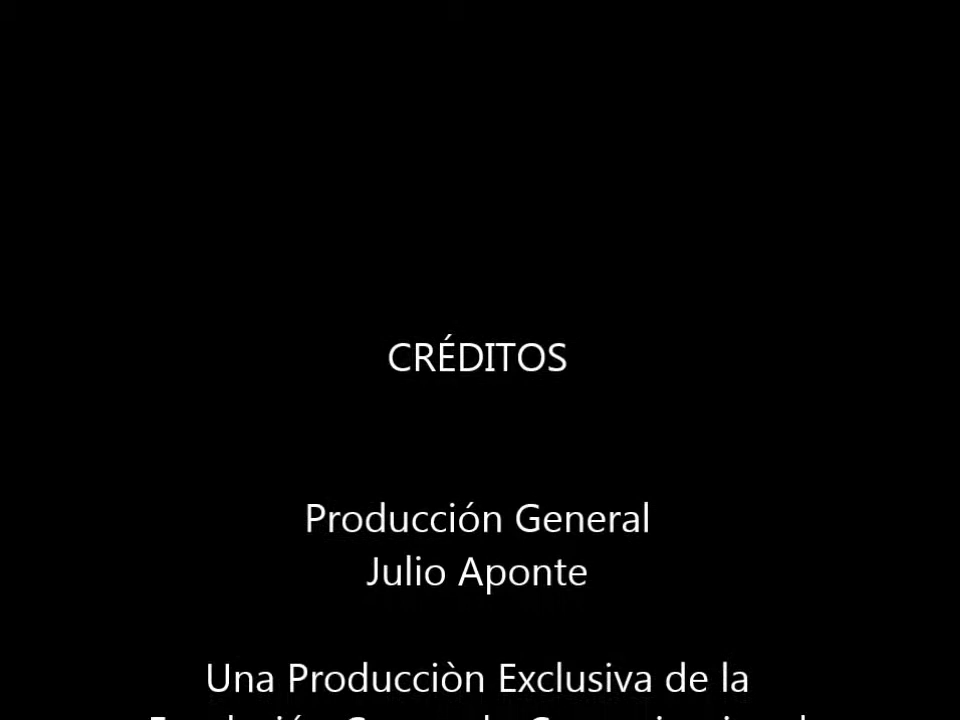 CRÉDITOS
Producción General
Julio Aponte
Una Producciòn Exclusiva de la